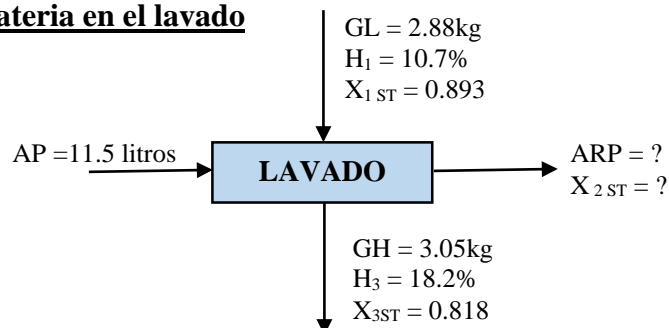 ateria en el lavado
GL = 2.88kg
H1 = 10.7%
X1 ST = 0.893
AP =11.5 litros
LAVADO
ARP = ?
X 2 ST = ?
GH = 3.05kg
H3 = 18.2%
X3ST = 0.818